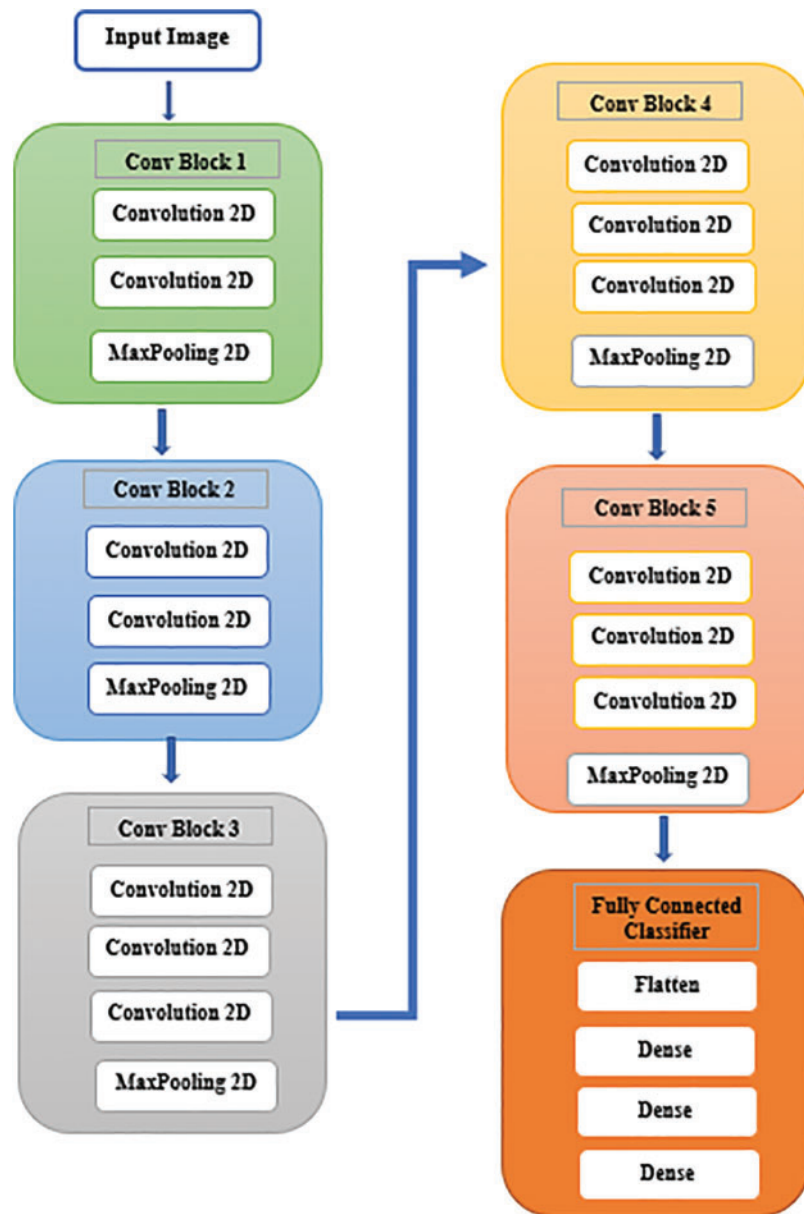 Input Image
Conv Block 1
Convolution 2D
Convolution 2D
MaxPooling 2D
Conv Block 2
Convolution 2D
Convolution 2D
MaxPooling 2D
Conv Block 3
Convolution 2D
Convolution 2D
Convolution 2D
MaxPooling 2D
Conv Block 4
Convolution 2D
Convolution 2D
Convolution 2D
MaxPooling 2D
Conv Block 5
Convolution 2D
Convolution 2D
Convolution 2D
MaxPooling 2D
Fully Connected
Classifier
Flatten
Dense
Dense
Dense